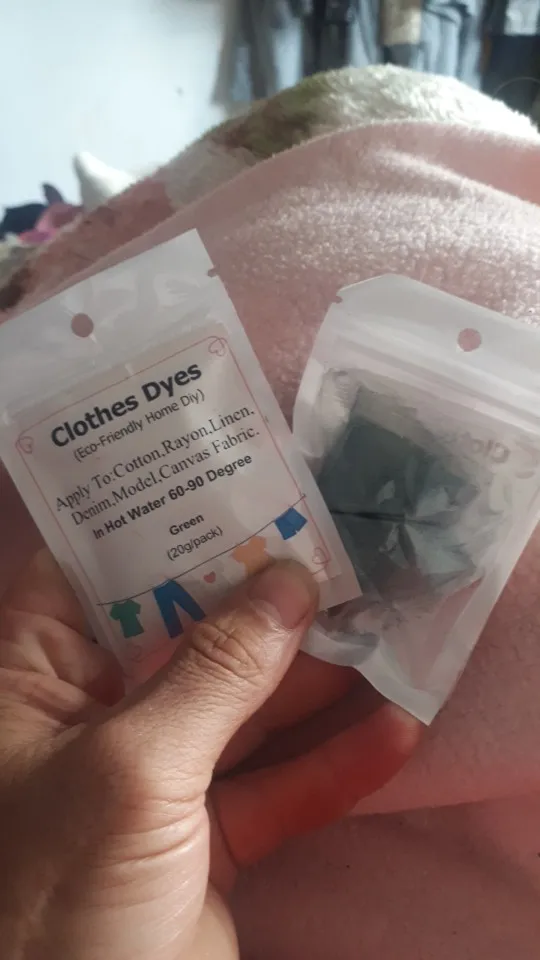 Clothes Dyes
(Eco-Friendly Home Diy)
Apply To:Cotton,Rayon,Linen,
Denim,Model,Canvas Fabric.
In Hot Water 60-90 Degree
Green
(20g/pack)